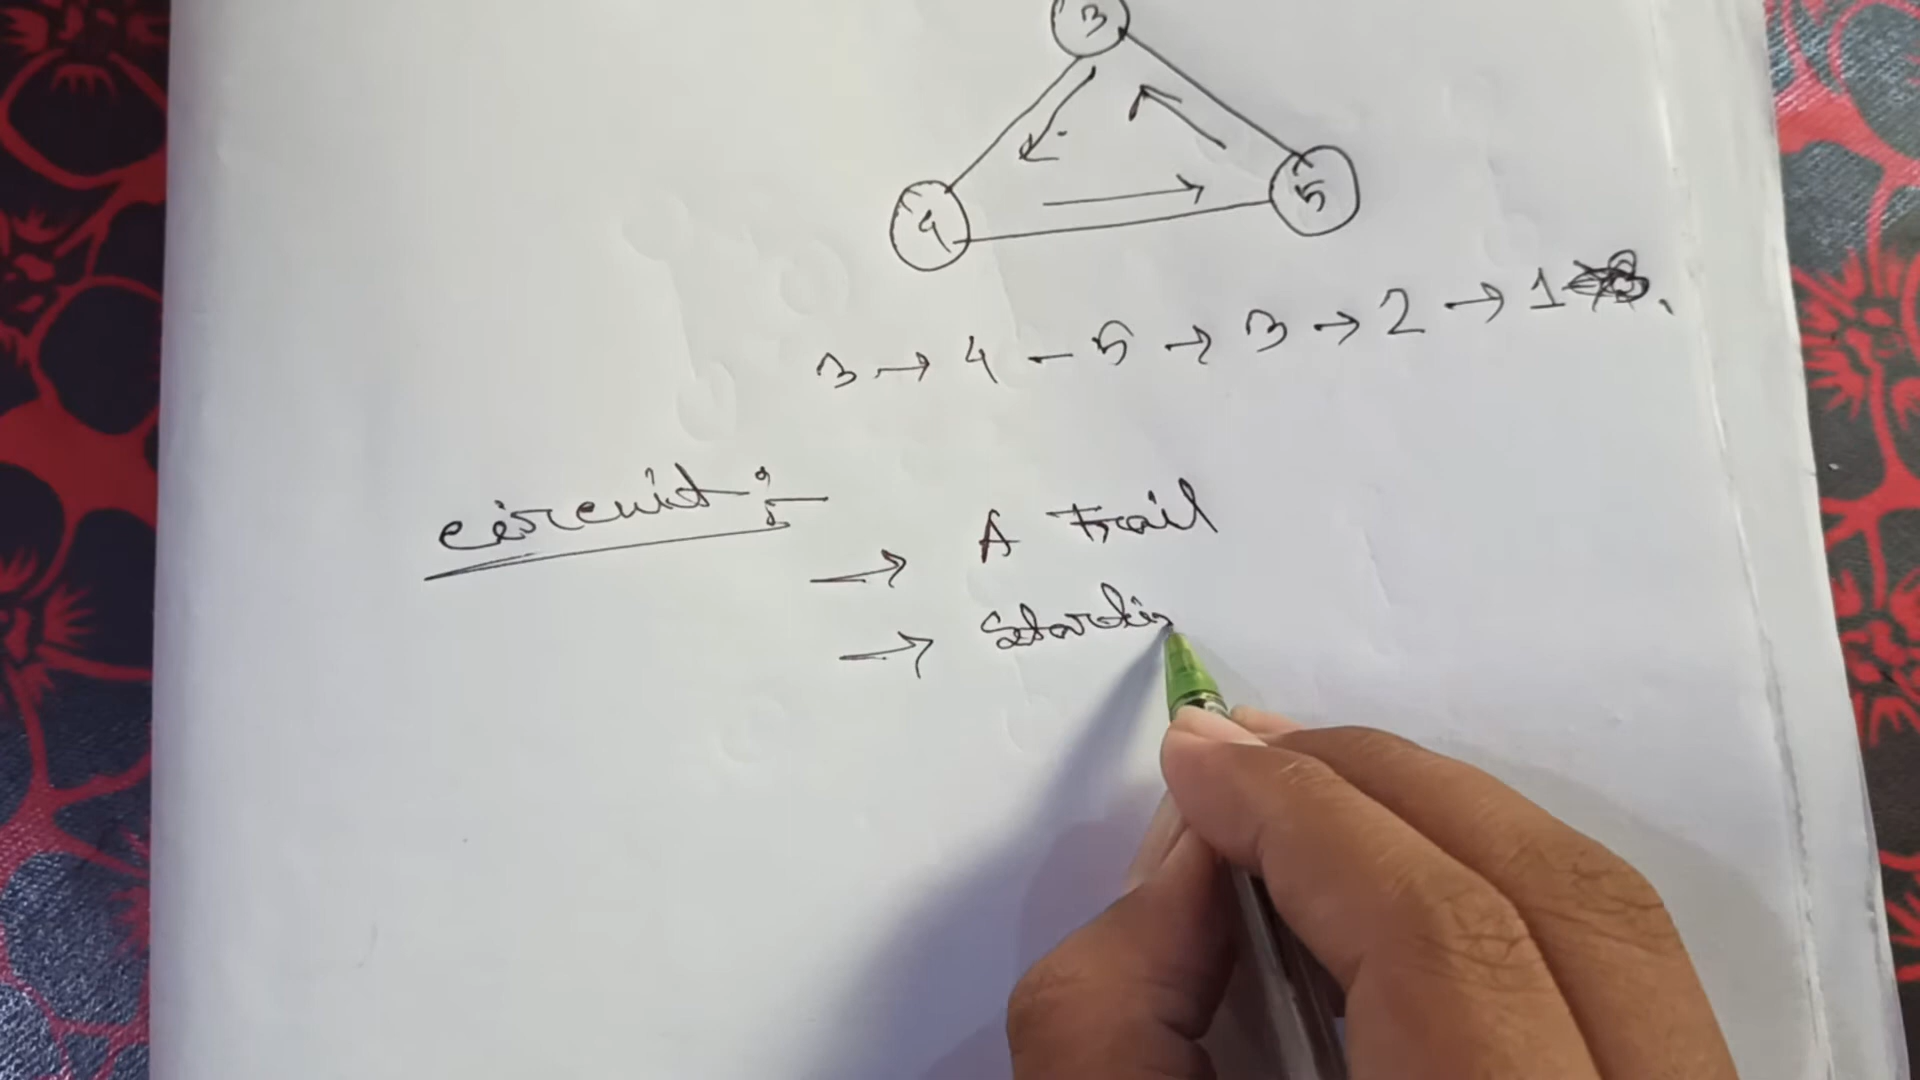 3
5
4
3 → 4 – 5 → 3 → 2 → 1
circuit :-
→ A Trail
→ Startin